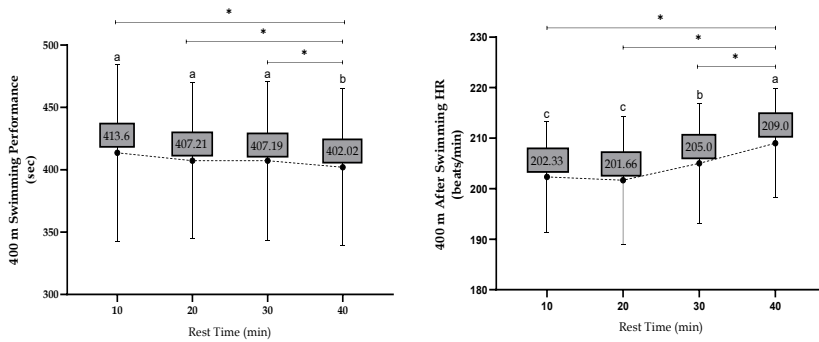 *
*
*
500
a
a
a
b
450
413.6
407.21
407.19
402.02
400
350
300
10
20
30
40
Rest Time (min)
400 m Swimming Performance
(sec)
*
*
*
230
220
a
b
c
c
210
209.0
205.0
202.33
201.66
200
190
180
10
20
30
40
Rest Time (min)
400 m After Swimming HR
(beats/min)